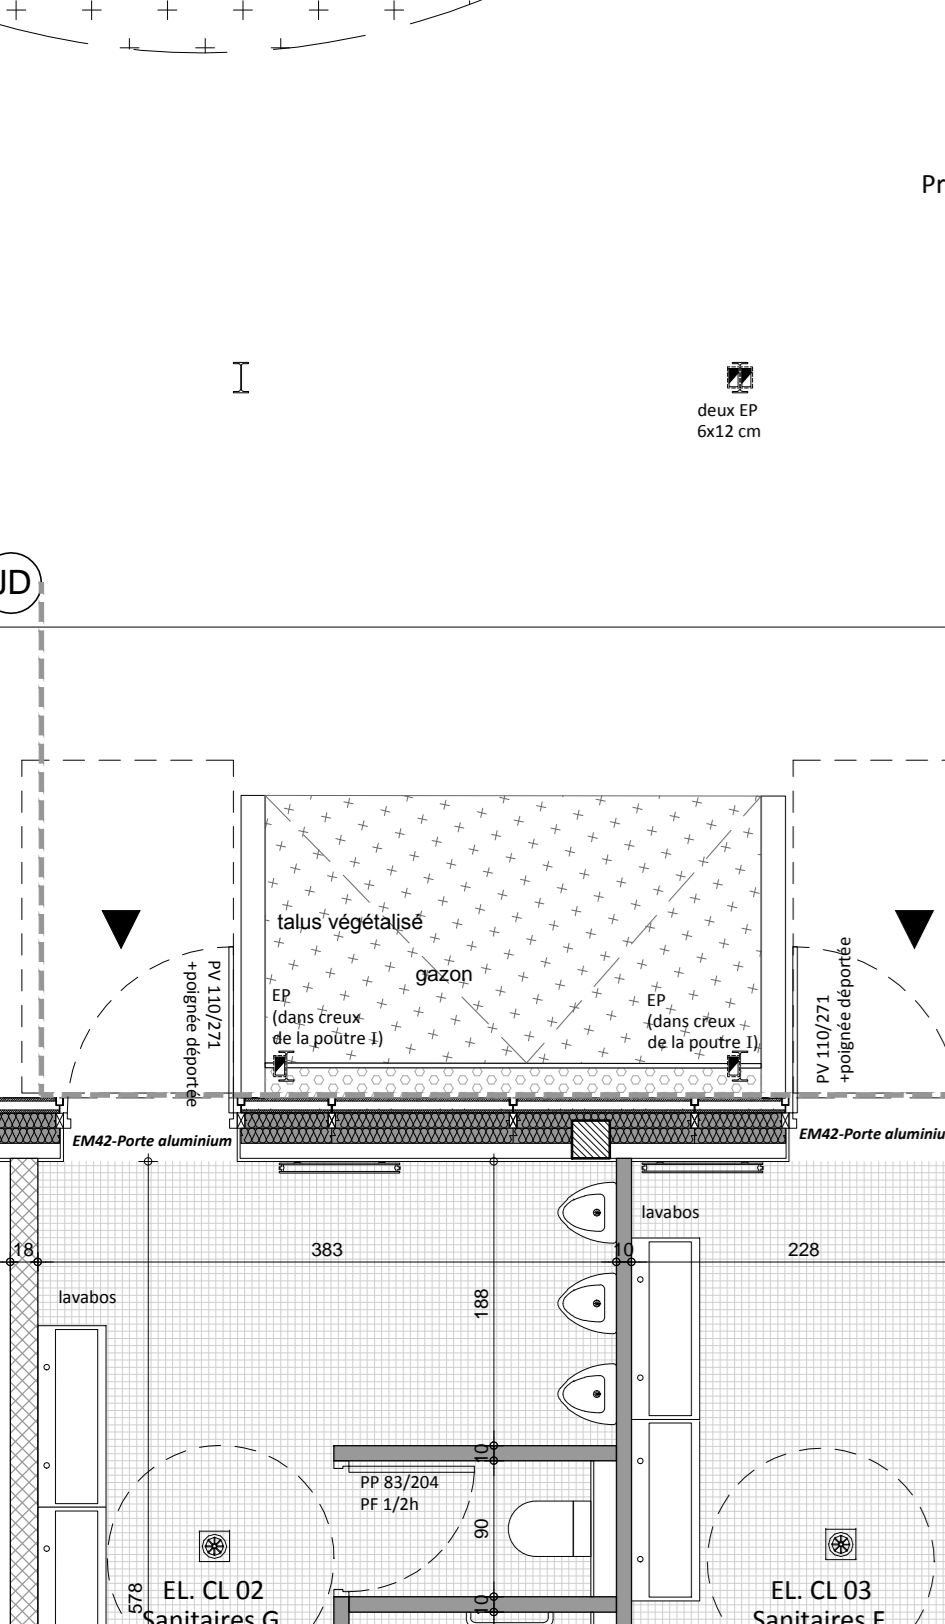 Pr
deux EP
6x12 cm
JD
talus végétalisé
gazon
EP
(dans creux
de la poutre I)
EP
(dans creux
de la poutre I)
PV 110/271
+poignée déportée
PV 110/271
+poignée déportée
EM42-Porte aluminium
EM42-Porte aluminiu
lavabos
18
383
10
228
lavabos
188
10
PP 83/204
PF 1/2h
90
EL. CL 02
Sanitaires G
578
10
EL. CL 03
Sanitaires F